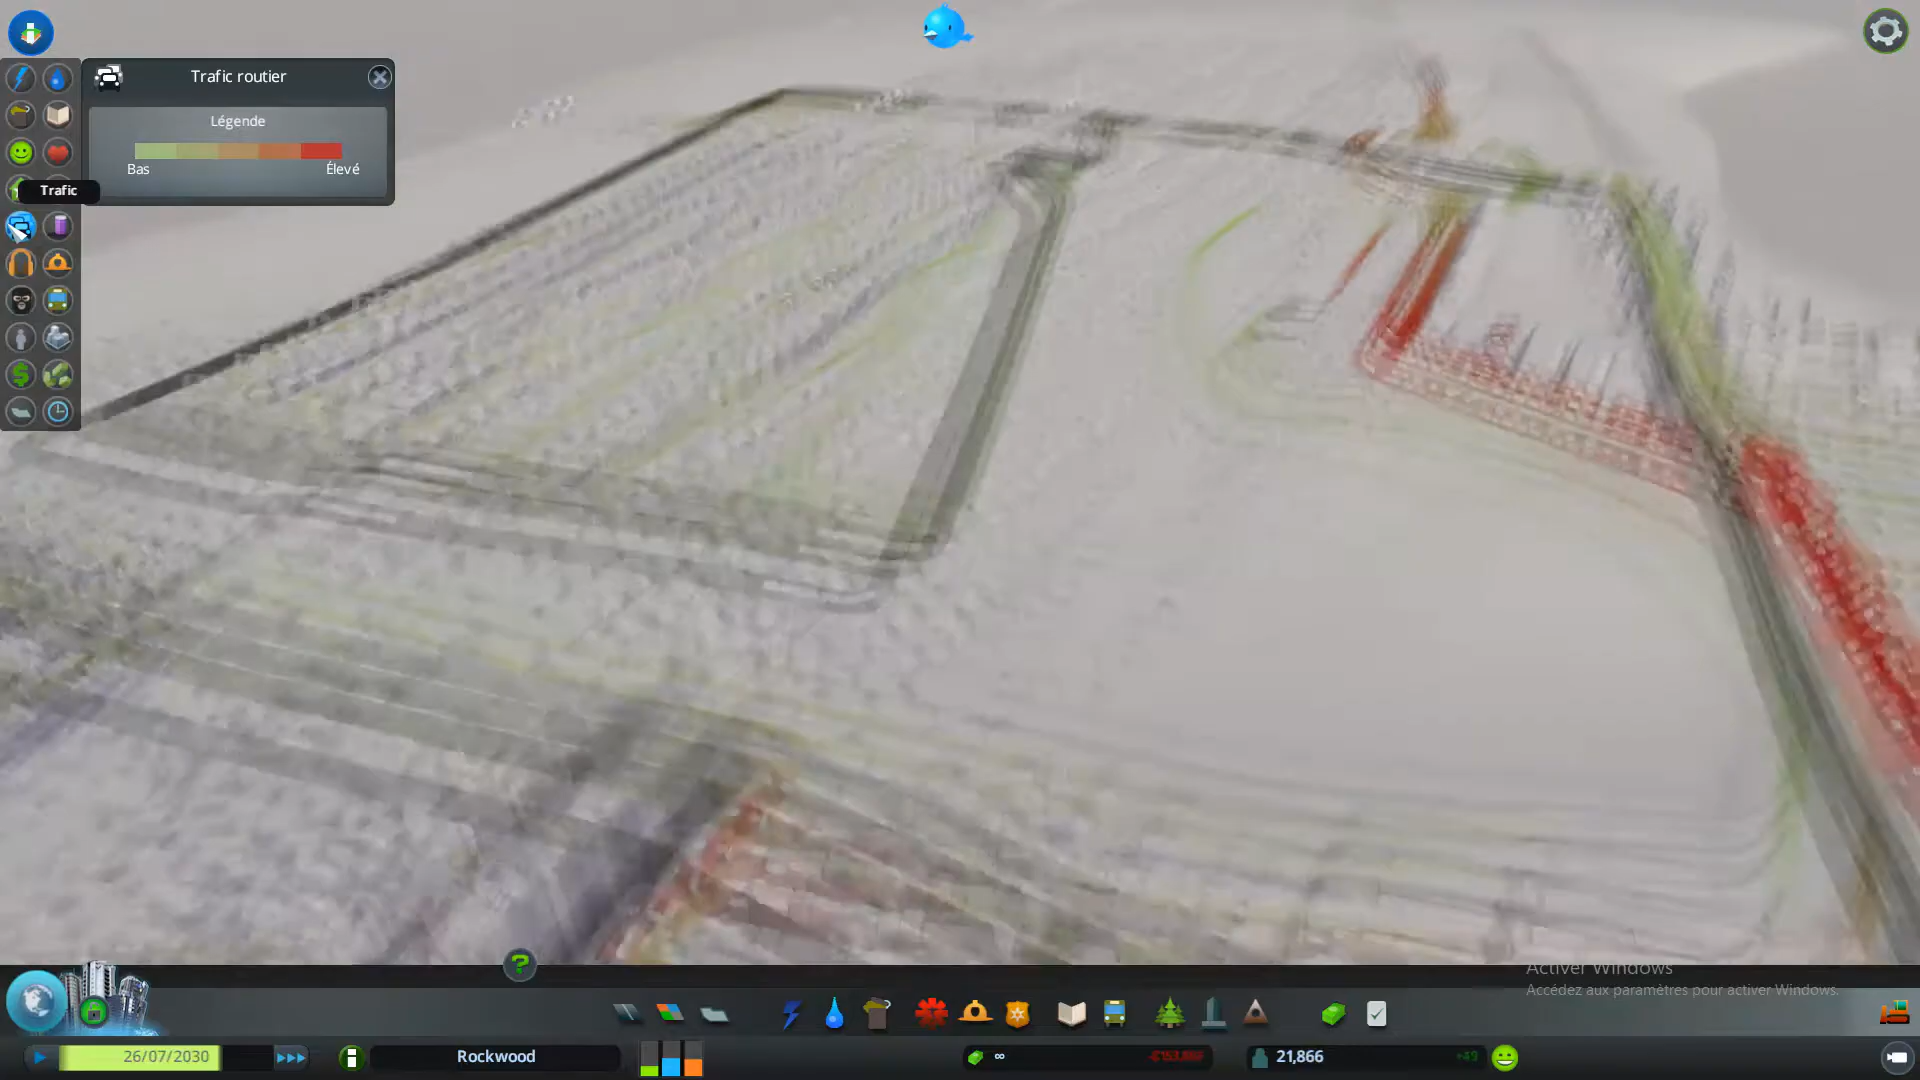 Trafic routier
Légende
Bas
Élevé
Trafic
Activer Windows
Accédez aux paramètres pour activer Windows.
26/07/2030
Rockwood
∞
21,866
+49